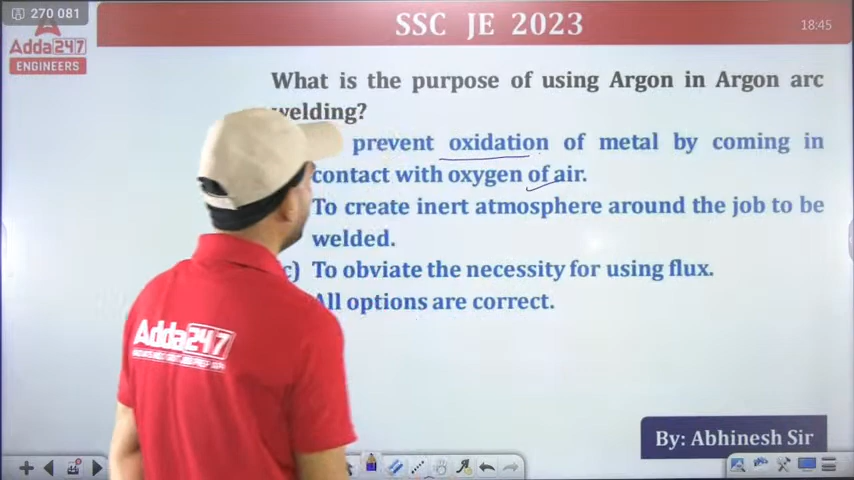 270 081
SSC JE 2023
18:45
Adda247
ENGINEERS
What is the purpose of using Argon in Argon arc
welding?
prevent oxidation of metal by coming in
contact with oxygen of air.
To create inert atmosphere around the job to be
welded.
c) To obviate the necessity for using flux.
All options are correct.
Adda247
By: Abhinesh Sir